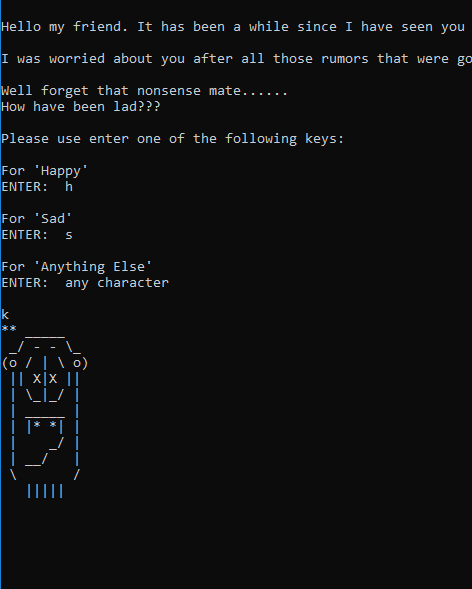 Hello my friend. It has been a while since I have seen you
I was worried about you after all those rumors that were
Well forget that nonsense mate......
How have been lad???
Please use enter one of the following keys:
For 'Happy'
ENTER:  h
For 'Sad'
ENTER:  s
For 'Anything Else'
ENTER:  any character
k
** _____
 _/ - - \_
(o / | \ o)
 || X|X ||
 | \_|_/ |
 | _____ |
 | |* *| |
 |    _/ |
 | __/   |
 \       /
   |||||